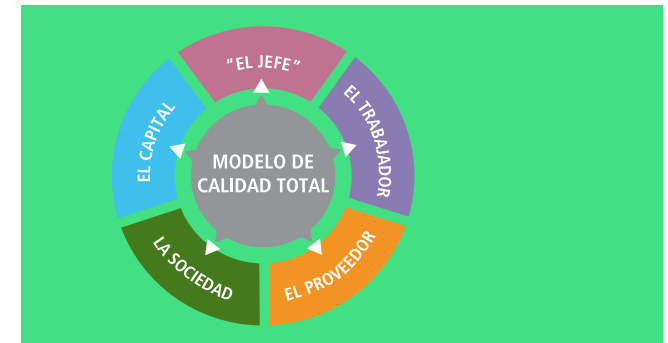 “EL JEFE”
EL TRABAJADOR
EL PROVEEDOR
LA SOCIEDAD
EL CAPITAL
MODELO DE
CALIDAD TOTAL